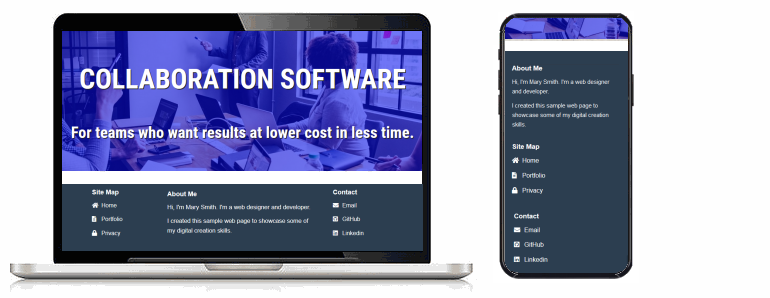 COLLABORATION SOFTWARE
For teams who want results at lower cost in less time.
Site Map
Home
Portfolio
Privacy
About Me
Hi, I'm Mary Smith. I'm a web designer and developer.
I created this sample web page to showcase some of
my digital creation skills.
Contact
Email
GitHub
Linkedin
About Me
Hi, I'm Mary Smith. I'm a web designer
and developer.
I created this sample web page to
showcase some of my digital creation
skills.
Site Map
Home
Portfolio
Privacy
Contact
Email
GitHub
Linkedin